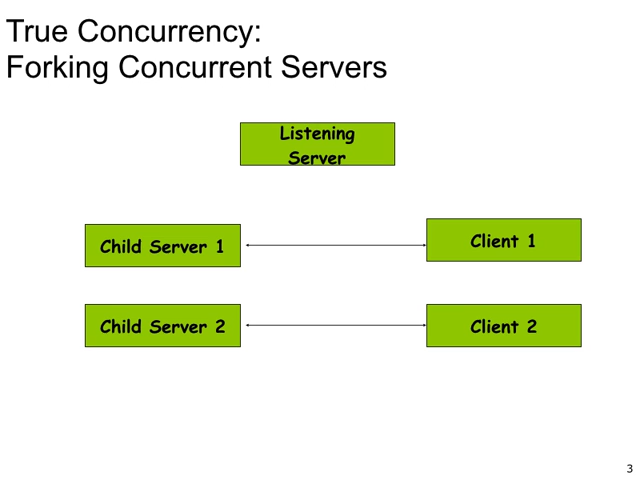 True Concurrency:
Forking Concurrent Servers
Listening
Server
Child Server 1
Client 1
Child Server 2
Client 2
3